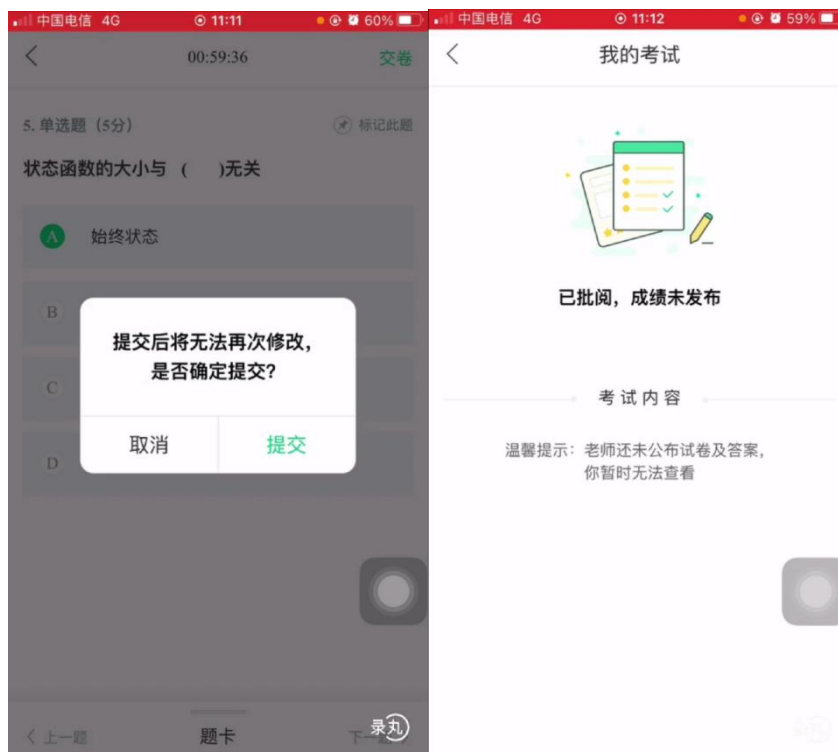 中国电信 4G
11:11
60%
00:59:36
交卷
5. 单选题（5分）
标记此题
状态函数的大小与 （ ）无关
A 始终状态
B
C
D
提交后将无法再次修改，
是否确定提交?
取消
提交
上一题
题卡
录丸
中国电信 4G
11:12
59%
我的考试
已批阅，成绩未发布
考试内容
温馨提示：老师还未公布试卷及答案，
你暂时无法查看